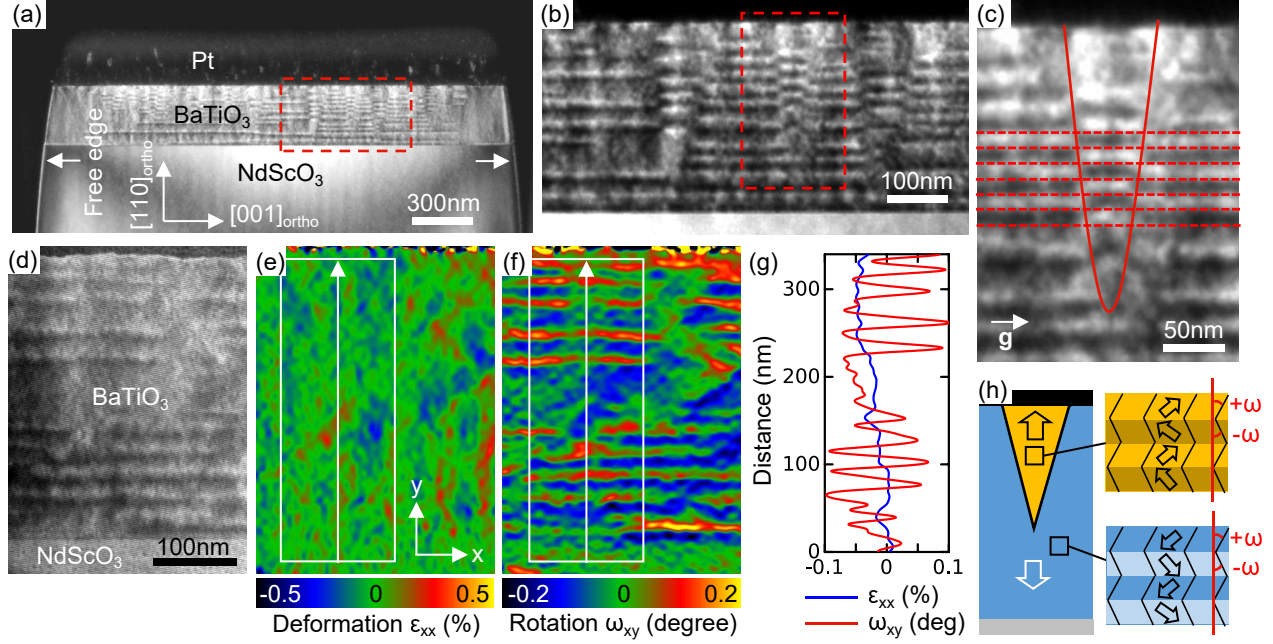 (a)
Pt
BaTiO3
Free edge
[110]ortho
NdScO3
[001]ortho
300nm
(b)
100nm
(c)
g
50nm
(d)
BaTiO3
NdScO3
100nm
(e)
y
x
-0.5 0 0.5
Deformation εxx (%)
(f)
-0.2 0 0.2
Rotation ωxy (degree)
(g)
Distance (nm)
300
200
100
0
-0.1 0 0.1
εxx (%)
ωxy (deg)
(h)
+ω
-ω
+ω
-ω